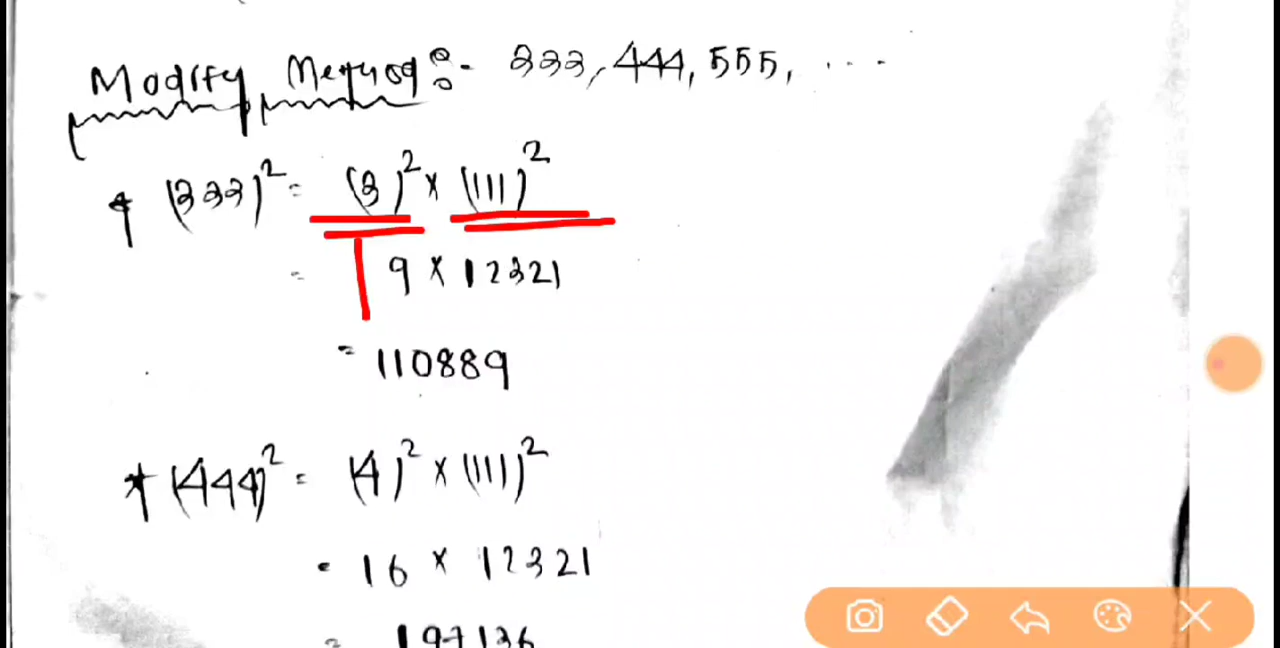 Modify Method:- 333, 444, 555, ...
* (333)² = (3)² × (111)²
= 9 × 12321
= 110889
* (444)² = (4)² × (111)²
= 16 × 12321
= 197136